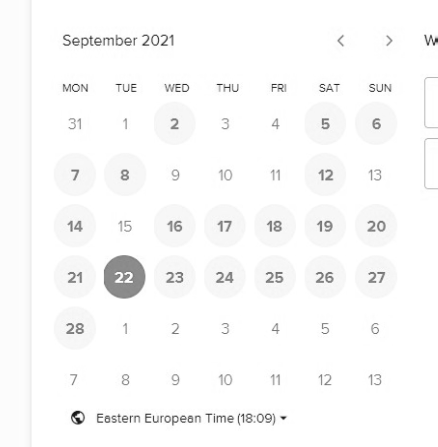 September 2021
MON TUE WED THU FRI SAT SUN
31 1 2 3 4 5 6
7 8 9 10 11 12 13
14 15 16 17 18 19 20
21 22 23 24 25 26 27
28 1 2 3 4 5 6
7 8 9 10 11 12 13
Eastern European Time (18:09)